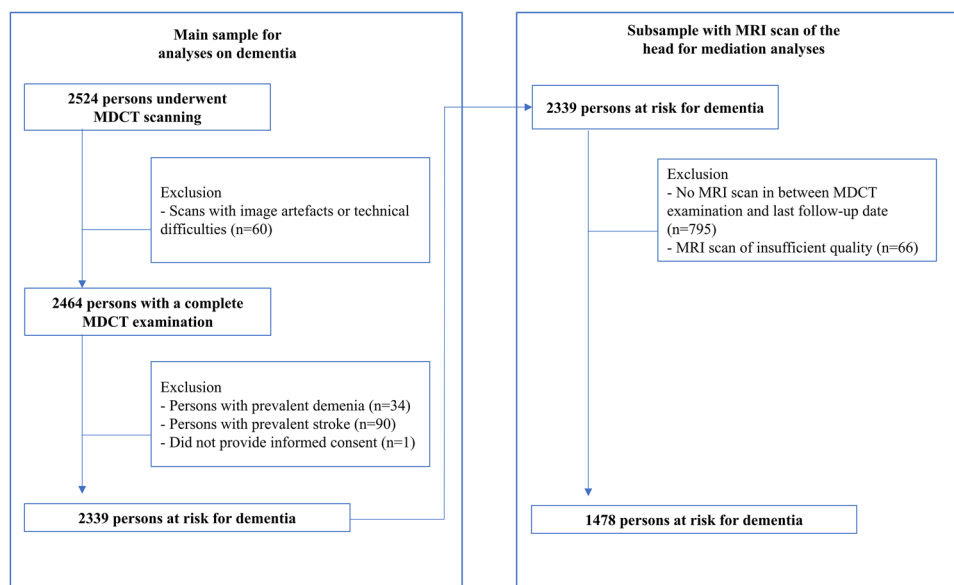 Main sample for
analyses on dementia
2524 persons underwent
MDCT scanning
Exclusion
- Scans with image artefacts or technical
difficulties (n=60)
2464 persons with a complete
MDCT examination
Exclusion
- Persons with prevalent demenia (n=34)
- Persons with prevalent stroke (n=90)
- Did not provide informed consent (n=1)
2339 persons at risk for dementia
Subsample with MRI scan of the
head for mediation analyses
2339 persons at risk for dementia
Exclusion
- No MRI scan in between MDCT
examination and last follow-up date
(n=795)
- MRI scan of insufficient quality (n=66)
1478 persons at risk for dementia